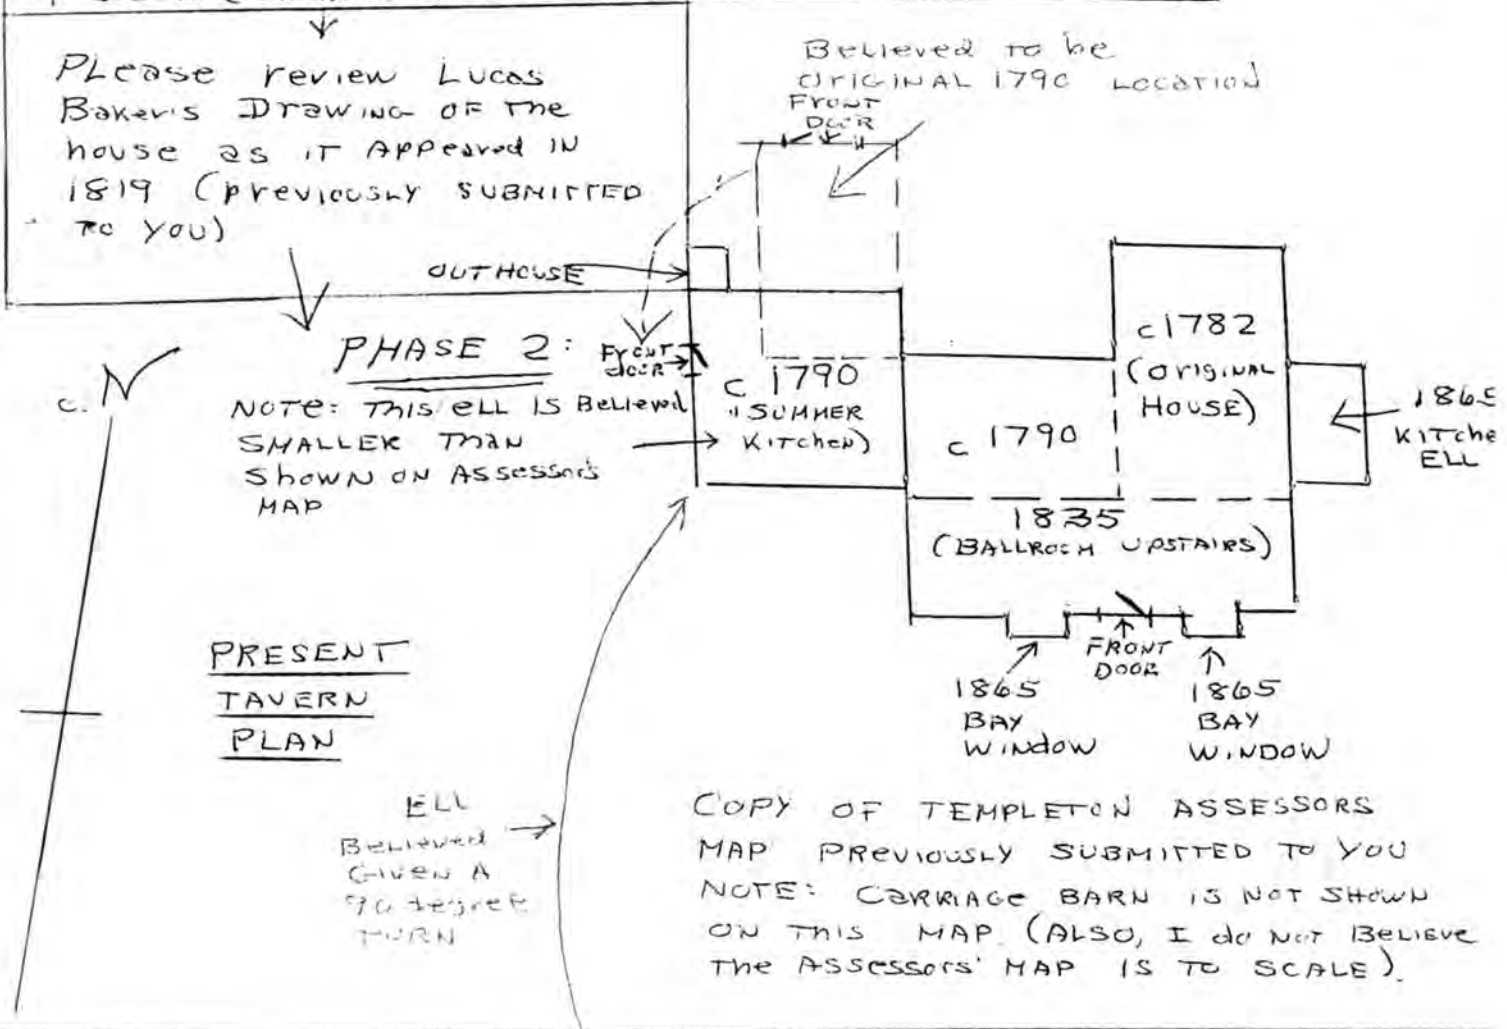 Please review Lucas
Baker's Drawing of the
house as it appeared in
1819 (previously submitted
to you)
Believed to be
original 1790 location
Front
Door
OUTHOUSE
PHASE 2:
Note: This ell is Believed
smaller than
shown on Assessor's
map
Front
door
c 1790
"Summer
Kitchen)
c 1790
c 1782
(original
House)
1865
Kitche
Ell
1835
(Ballroom upstairs)
c. N
PRESENT
TAVERN
PLAN
1865
BAY
WINDOW
FRONT
DOOR
1865
BAY
WINDOW
ELL
Believed
Given A
90 degree
turn
Copy of Templeton Assessors
Map previously submitted to you
Note: Carriage Barn is not shown
on this map. (Also, I do not believe
the Assessors' map is to scale).